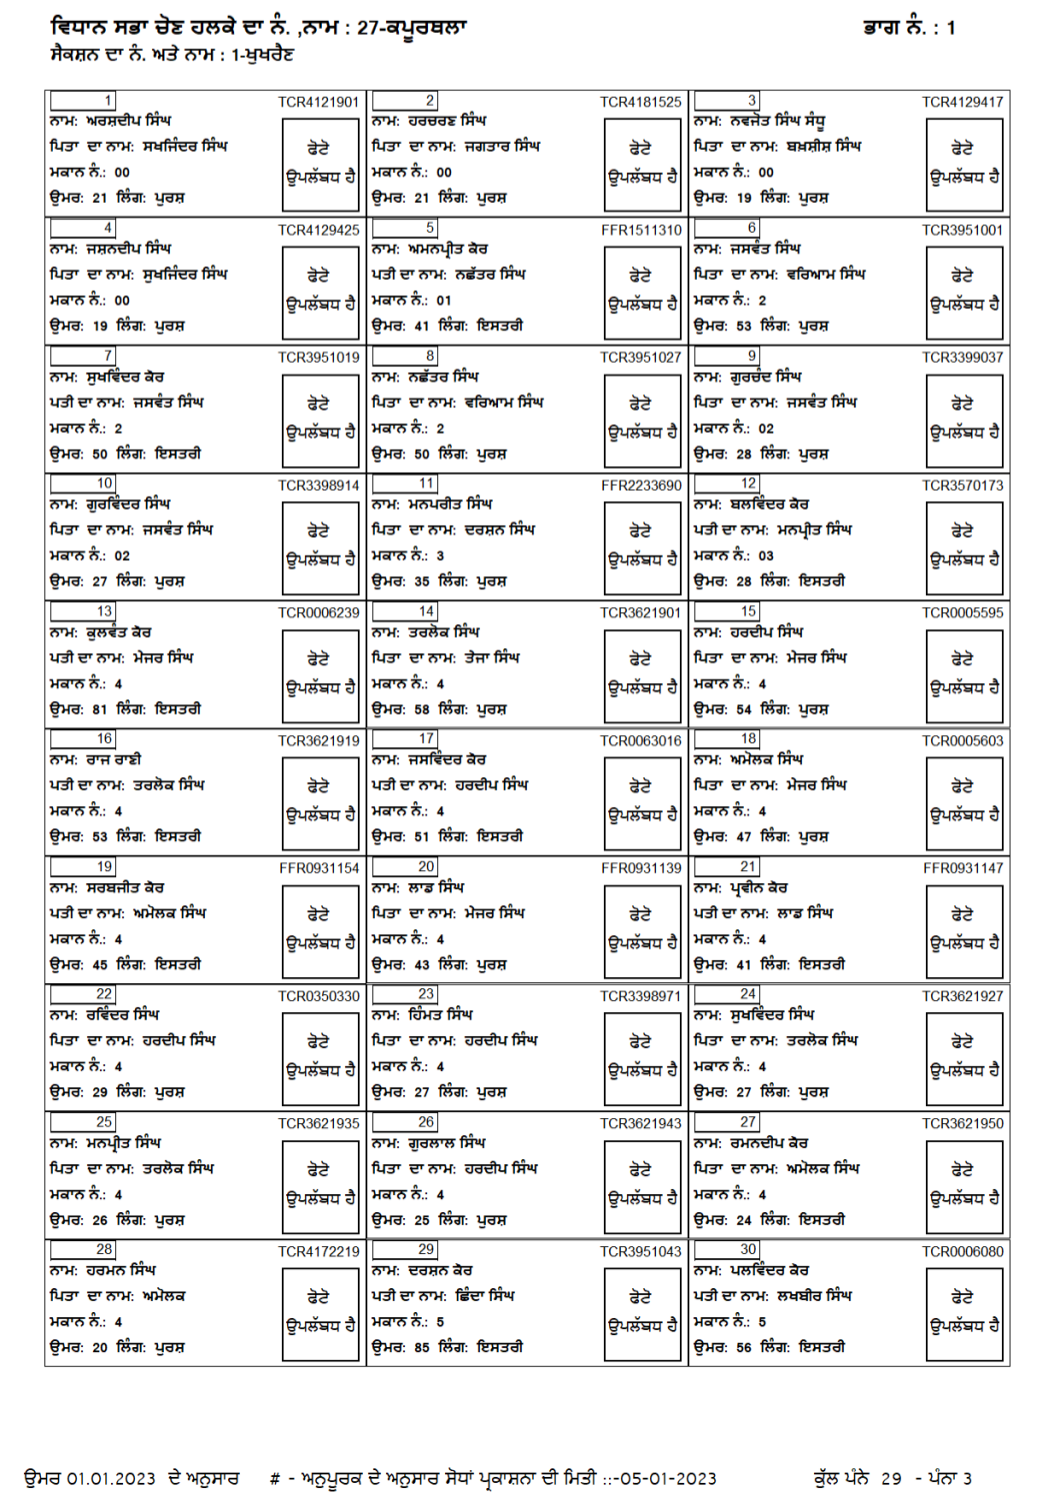 ਵਿਧਾਨ ਸਭਾ ਚੋਣ ਹਲਕੇ ਦਾ ਨੰ. ,ਨਾਮ : 27-ਕਪੂਰਥਲਾ ਭਾਗ ਨੰ. : 1
ਸੈਕਸ਼ਨ ਦਾ ਨੰ. ਅਤੇ ਨਾਮ : 1-ਖੁਖਰੈਣ
1 TCR4121901 2 TCR4181525 3 TCR4129417
ਨਾਮ: ਅਰਸ਼ਦੀਪ ਸਿੰਘ ਨਾਮ: ਹਰਚਰਣ ਸਿੰਘ ਨਾਮ: ਨਵਜੋਤ ਸਿੰਘ ਸੰਧੂ
ਪਿਤਾ ਦਾ ਨਾਮ: ਸਖਜਿੰਦਰ ਸਿੰਘ ਫੋਟੋ ਪਿਤਾ ਦਾ ਨਾਮ: ਜਗਤਾਰ ਸਿੰਘ ਫੋਟੋ ਪਿਤਾ ਦਾ ਨਾਮ: ਬਖ਼ਸ਼ੀਸ਼ ਸਿੰਘ ਫੋਟੋ
ਮਕਾਨ ਨੰ.: 00 ਉਪਲੱਬਧ ਹੈ ਮਕਾਨ ਨੰ.: 00 ਉਪਲੱਬਧ ਹੈ ਮਕਾਨ ਨੰ.: 00 ਉਪਲੱਬਧ ਹੈ
ਉਮਰ: 21 ਲਿੰਗ: ਪੁਰਸ਼ ਉਮਰ: 21 ਲਿੰਗ: ਪੁਰਸ਼ ਉਮਰ: 19 ਲਿੰਗ: ਪੁਰਸ਼
4 TCR4129425 5 FFR1511310 6 TCR3951001
ਨਾਮ: ਜਸ਼ਨਦੀਪ ਸਿੰਘ ਨਾਮ: ਅਮਨਪ੍ਰੀਤ ਕੋਰ ਨਾਮ: ਜਸਵੰਤ ਸਿੰਘ
ਪਿਤਾ ਦਾ ਨਾਮ: ਸੁਖਜਿੰਦਰ ਸਿੰਘ ਫੋਟੋ ਪਤੀ ਦਾ ਨਾਮ: ਨਛੱਤਰ ਸਿੰਘ ਫੋਟੋ ਪਿਤਾ ਦਾ ਨਾਮ: ਵਰਿਆਮ ਸਿੰਘ ਫੋਟੋ
ਮਕਾਨ ਨੰ.: 00 ਉਪਲੱਬਧ ਹੈ ਮਕਾਨ ਨੰ.: 01 ਉਪਲੱਬਧ ਹੈ ਮਕਾਨ ਨੰ.: 2 ਉਪਲੱਬਧ ਹੈ
ਉਮਰ: 19 ਲਿੰਗ: ਪੁਰਸ਼ ਉਮਰ: 41 ਲਿੰਗ: ਇਸਤਰੀ ਉਮਰ: 53 ਲਿੰਗ: ਪੁਰਸ਼
7 TCR3951019 8 TCR3951027 9 TCR3399037
ਨਾਮ: ਸੁਖਵਿੰਦਰ ਕੋਰ ਨਾਮ: ਨਛੱਤਰ ਸਿੰਘ ਨਾਮ: ਗੁਰਚੰਦ ਸਿੰਘ
ਪਤੀ ਦਾ ਨਾਮ: ਜਸਵੰਤ ਸਿੰਘ ਫੋਟੋ ਪਿਤਾ ਦਾ ਨਾਮ: ਵਰਿਆਮ ਸਿੰਘ ਫੋਟੋ ਪਿਤਾ ਦਾ ਨਾਮ: ਜਸਵੰਤ ਸਿੰਘ ਫੋਟੋ
ਮਕਾਨ ਨੰ.: 2 ਉਪਲੱਬਧ ਹੈ ਮਕਾਨ ਨੰ.: 2 ਉਪਲੱਬਧ ਹੈ ਮਕਾਨ ਨੰ.: 02 ਉਪਲੱਬਧ ਹੈ
ਉਮਰ: 50 ਲਿੰਗ: ਇਸਤਰੀ ਉਮਰ: 50 ਲਿੰਗ: ਪੁਰਸ਼ ਉਮਰ: 28 ਲਿੰਗ: ਪੁਰਸ਼
10 TCR3398914 11 FFR2233690 12 TCR3570173
ਨਾਮ: ਗੁਰਵਿੰਦਰ ਸਿੰਘ ਨਾਮ: ਮਨਪਰੀਤ ਸਿੰਘ ਨਾਮ: ਬਲਵਿੰਦਰ ਕੋਰ
ਪਿਤਾ ਦਾ ਨਾਮ: ਜਸਵੰਤ ਸਿੰਘ ਫੋਟੋ ਪਿਤਾ ਦਾ ਨਾਮ: ਦਰਸ਼ਨ ਸਿੰਘ ਫੋਟੋ ਪਤੀ ਦਾ ਨਾਮ: ਮਨਪ੍ਰੀਤ ਸਿੰਘ ਫੋਟੋ
ਮਕਾਨ ਨੰ.: 02 ਉਪਲੱਬਧ ਹੈ ਮਕਾਨ ਨੰ.: 3 ਉਪਲੱਬਧ ਹੈ ਮਕਾਨ ਨੰ.: 03 ਉਪਲੱਬਧ ਹੈ
ਉਮਰ: 27 ਲਿੰਗ: ਪੁਰਸ਼ ਉਮਰ: 35 ਲਿੰਗ: ਪੁਰਸ਼ ਉਮਰ: 28 ਲਿੰਗ: ਇਸਤਰੀ
13 TCR0006239 14 TCR3621901 15 TCR0005595
ਨਾਮ: ਕੁਲਵੰਤ ਕੋਰ ਨਾਮ: ਤਰਲੋਕ ਸਿੰਘ ਨਾਮ: ਹਰਦੀਪ ਸਿੰਘ
ਪਤੀ ਦਾ ਨਾਮ: ਮੇਜਰ ਸਿੰਘ ਫੋਟੋ ਪਿਤਾ ਦਾ ਨਾਮ: ਤੇਜਾ ਸਿੰਘ ਫੋਟੋ ਪਿਤਾ ਦਾ ਨਾਮ: ਮੇਜਰ ਸਿੰਘ ਫੋਟੋ
ਮਕਾਨ ਨੰ.: 4 ਉਪਲੱਬਧ ਹੈ ਮਕਾਨ ਨੰ.: 4 ਉਪਲੱਬਧ ਹੈ ਮਕਾਨ ਨੰ.: 4 ਉਪਲੱਬਧ ਹੈ
ਉਮਰ: 81 ਲਿੰਗ: ਇਸਤਰੀ ਉਮਰ: 58 ਲਿੰਗ: ਪੁਰਸ਼ ਉਮਰ: 54 ਲਿੰਗ: ਪੁਰਸ਼
16 TCR3621919 17 TCR0063016 18 TCR0005603
ਨਾਮ: ਰਾਜ ਰਾਣੀ ਨਾਮ: ਜਸਵਿੰਦਰ ਕੋਰ ਨਾਮ: ਅਮੋਲਕ ਸਿੰਘ
ਪਤੀ ਦਾ ਨਾਮ: ਤਰਲੋਕ ਸਿੰਘ ਫੋਟੋ ਪਤੀ ਦਾ ਨਾਮ: ਹਰਦੀਪ ਸਿੰਘ ਫੋਟੋ ਪਿਤਾ ਦਾ ਨਾਮ: ਮੇਜਰ ਸਿੰਘ ਫੋਟੋ
ਮਕਾਨ ਨੰ.: 4 ਉਪਲੱਬਧ ਹੈ ਮਕਾਨ ਨੰ.: 4 ਉਪਲੱਬਧ ਹੈ ਮਕਾਨ ਨੰ.: 4 ਉਪਲੱਬਧ ਹੈ
ਉਮਰ: 53 ਲਿੰਗ: ਇਸਤਰੀ ਉਮਰ: 51 ਲਿੰਗ: ਇਸਤਰੀ ਉਮਰ: 47 ਲਿੰਗ: ਪੁਰਸ਼
19 FFR0931154 20 FFR0931139 21 FFR0931147
ਨਾਮ: ਸਰਬਜੀਤ ਕੋਰ ਨਾਮ: ਲਾਡ ਸਿੰਘ ਨਾਮ: ਪ੍ਰਵੀਨ ਕੋਰ
ਪਤੀ ਦਾ ਨਾਮ: ਅਮੋਲਕ ਸਿੰਘ ਫੋਟੋ ਪਿਤਾ ਦਾ ਨਾਮ: ਮੇਜਰ ਸਿੰਘ ਫੋਟੋ ਪਤੀ ਦਾ ਨਾਮ: ਲਾਡ ਸਿੰਘ ਫੋਟੋ
ਮਕਾਨ ਨੰ.: 4 ਉਪਲੱਬਧ ਹੈ ਮਕਾਨ ਨੰ.: 4 ਉਪਲੱਬਧ ਹੈ ਮਕਾਨ ਨੰ.: 4 ਉਪਲੱਬਧ ਹੈ
ਉਮਰ: 45 ਲਿੰਗ: ਇਸਤਰੀ ਉਮਰ: 43 ਲਿੰਗ: ਪੁਰਸ਼ ਉਮਰ: 41 ਲਿੰਗ: ਇਸਤਰੀ
22 TCR0350330 23 TCR3398971 24 TCR3621927
ਨਾਮ: ਰਵਿੰਦਰ ਸਿੰਘ ਨਾਮ: ਹਿੰਮਤ ਸਿੰਘ ਨਾਮ: ਸੁਖਵਿੰਦਰ ਸਿੰਘ
ਪਿਤਾ ਦਾ ਨਾਮ: ਹਰਦੀਪ ਸਿੰਘ ਫੋਟੋ ਪਿਤਾ ਦਾ ਨਾਮ: ਹਰਦੀਪ ਸਿੰਘ ਫੋਟੋ ਪਿਤਾ ਦਾ ਨਾਮ: ਤਰਲੋਕ ਸਿੰਘ ਫੋਟੋ
ਮਕਾਨ ਨੰ.: 4 ਉਪਲੱਬਧ ਹੈ ਮਕਾਨ ਨੰ.: 4 ਉਪਲੱਬਧ ਹੈ ਮਕਾਨ ਨੰ.: 4 ਉਪਲੱਬਧ ਹੈ
ਉਮਰ: 29 ਲਿੰਗ: ਪੁਰਸ਼ ਉਮਰ: 27 ਲਿੰਗ: ਪੁਰਸ਼ ਉਮਰ: 27 ਲਿੰਗ: ਪੁਰਸ਼
25 TCR3621935 26 TCR3621943 27 TCR3621950
ਨਾਮ: ਮਨਪ੍ਰੀਤ ਸਿੰਘ ਨਾਮ: ਗੁਰਲਾਲ ਸਿੰਘ ਨਾਮ: ਰਮਨਦੀਪ ਕੋਰ
ਪਿਤਾ ਦਾ ਨਾਮ: ਤਰਲੋਕ ਸਿੰਘ ਫੋਟੋ ਪਿਤਾ ਦਾ ਨਾਮ: ਹਰਦੀਪ ਸਿੰਘ ਫੋਟੋ ਪਿਤਾ ਦਾ ਨਾਮ: ਅਮੋਲਕ ਸਿੰਘ ਫੋਟੋ
ਮਕਾਨ ਨੰ.: 4 ਉਪਲੱਬਧ ਹੈ ਮਕਾਨ ਨੰ.: 4 ਉਪਲੱਬਧ ਹੈ ਮਕਾਨ ਨੰ.: 4 ਉਪਲੱਬਧ ਹੈ
ਉਮਰ: 26 ਲਿੰਗ: ਪੁਰਸ਼ ਉਮਰ: 25 ਲਿੰਗ: ਪੁਰਸ਼ ਉਮਰ: 24 ਲਿੰਗ: ਇਸਤਰੀ
28 TCR4172219 29 TCR3951043 30 TCR0006080
ਨਾਮ: ਹਰਮਨ ਸਿੰਘ ਨਾਮ: ਦਰਸ਼ਨ ਕੋਰ ਨਾਮ: ਪਲਵਿੰਦਰ ਕੋਰ
ਪਿਤਾ ਦਾ ਨਾਮ: ਅਮੋਲਕ ਫੋਟੋ ਪਤੀ ਦਾ ਨਾਮ: ਛਿੰਦਾ ਸਿੰਘ ਫੋਟੋ ਪਤੀ ਦਾ ਨਾਮ: ਲਖਬੀਰ ਸਿੰਘ ਫੋਟੋ
ਮਕਾਨ ਨੰ.: 4 ਉਪਲੱਬਧ ਹੈ ਮਕਾਨ ਨੰ.: 5 ਉਪਲੱਬਧ ਹੈ ਮਕਾਨ ਨੰ.: 5 ਉਪਲੱਬਧ ਹੈ
ਉਮਰ: 20 ਲਿੰਗ: ਪੁਰਸ਼ ਉਮਰ: 85 ਲਿੰਗ: ਇਸਤਰੀ ਉਮਰ: 56 ਲਿੰਗ: ਇਸਤਰੀ
ਉਮਰ 01.01.2023 ਦੇ ਅਨੁਸਾਰ # - ਅਨੁਪੂਰਕ ਦੇ ਅਨੁਸਾਰ ਸੋਧਾਂ ਪ੍ਰਕਾਸ਼ਨਾ ਦੀ ਮਿਤੀ ::-05-01-2023 ਕੁੱਲ ਪੰਨੇ 29 - ਪੰਨਾ 3